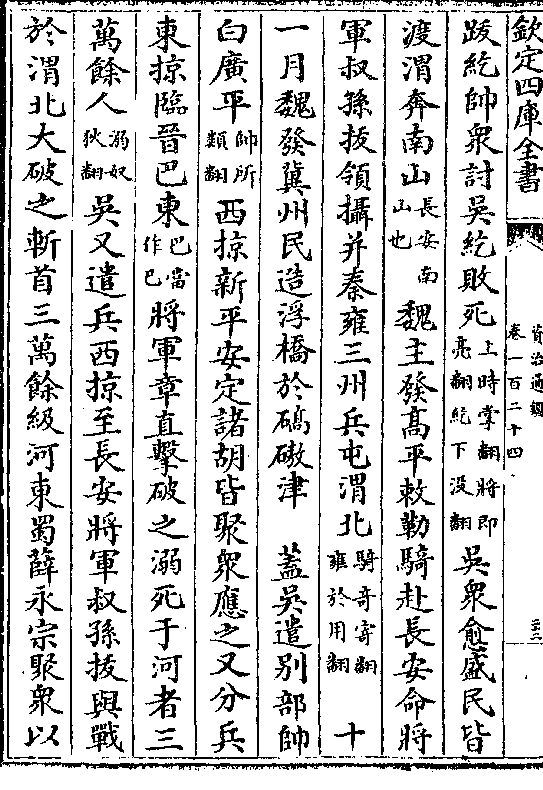 欽定四庫全書
資治通鑑
卷一百二十四
三二
跋紇帥衆討吳紇敗死上時掌翻將即亮翻紇下沒翻吳衆愈盛民皆
渡渭奔南山長安南山也魏主發髙平敕勒騎赴長安命將
軍叔孫拔領攝并秦雍三州兵屯渭北騎奇寄翻雍於用翻十
一月魏發冀州民造浮橋於碻磝津 蓋吳遣别部帥
白廣平帥所類翻西掠新平安定諸胡皆聚衆應之又分兵
東掠臨晉巴東巴當作已將軍章直擊破之溺死于河者三
萬餘人溺奴狄翻吳又遣兵西掠至長安將軍叔孫拔與戰
於渭北大破之斬首三萬餘級河東蜀薛永宗聚衆以